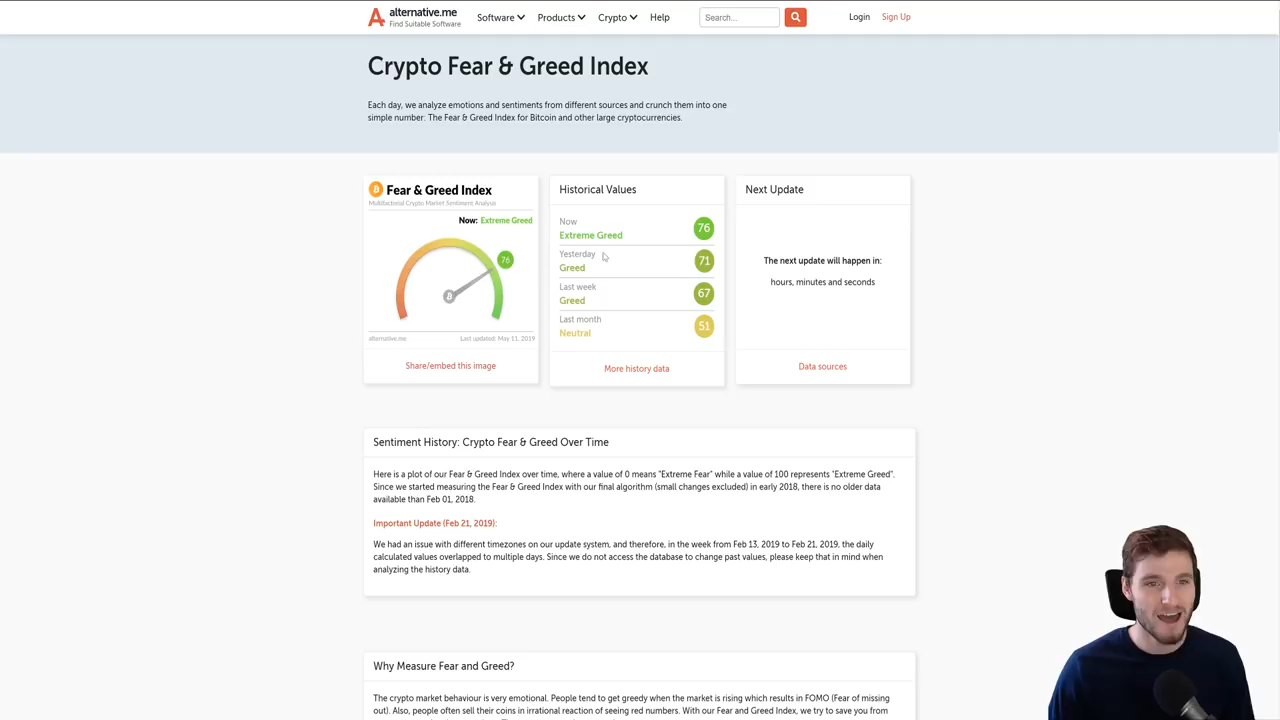 alternative.me
Find Suitable Software
Software
Products
Crypto
Help
Search...
Login
Sign Up
Crypto Fear & Greed Index
Each day, we analyze emotions and sentiments from different sources and crunch them into one
simple number. The Fear & Greed Index for Bitcoin and other large cryptocurrencies.
Fear & Greed Index
Multifactorial Crypto Market Sentiment Analysis
Now: Extreme Greed
76
alternative.me
Last updated: May 11, 2019
Share/embed this image
Historical Values
Now
Extreme Greed
76
Yesterday
Greed
71
Last week
Greed
67
Last month
Neutral
51
More history data
Next Update
The next update will happen in:
hours, minutes and seconds
Data sources
Sentiment History: Crypto Fear & Greed Over Time
Here is a plot of our Fear & Greed Index over time, where a value of 0 means "Extreme Fear" while a value of 100 represents "Extreme Greed".
Since we started measuring the Fear & Greed Index with our final algorithm (small changes excluded) in early 2018, there is no older data
available than Feb 01, 2018.
Important Update (Feb 21, 2019):
We had an issue with different timezones on our update system, and therefore, in the week from Feb 13, 2019 to Feb 21, 2019, the daily
calculated values overlapped to multiple days. Since we do not access the database to change past values, please keep that in mind when
analyzing the history data.
Why Measure Fear and Greed?
The crypto market behaviour is very emotional. People tend to get greedy when the market is rising which results in FOMO (Fear of missing
out). Also, people often sell their coins in irrational reaction of seeing red numbers. With our Fear and Greed Index, we try to save you from